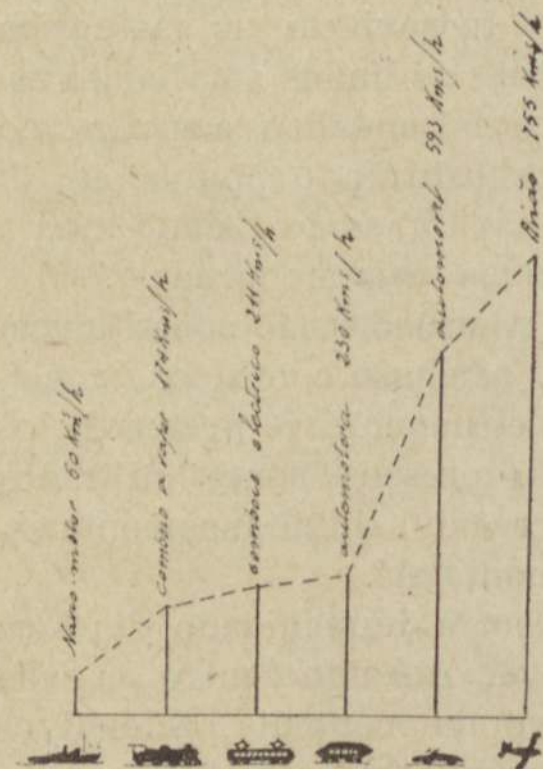 Navio-motor 60 Km/h
comboio a vapor 174 Kms/h
comboio electrico 211 Kms/h
automotora 230 Kms/h
automovel 593 Kms/h
Avião 755 Kms/h